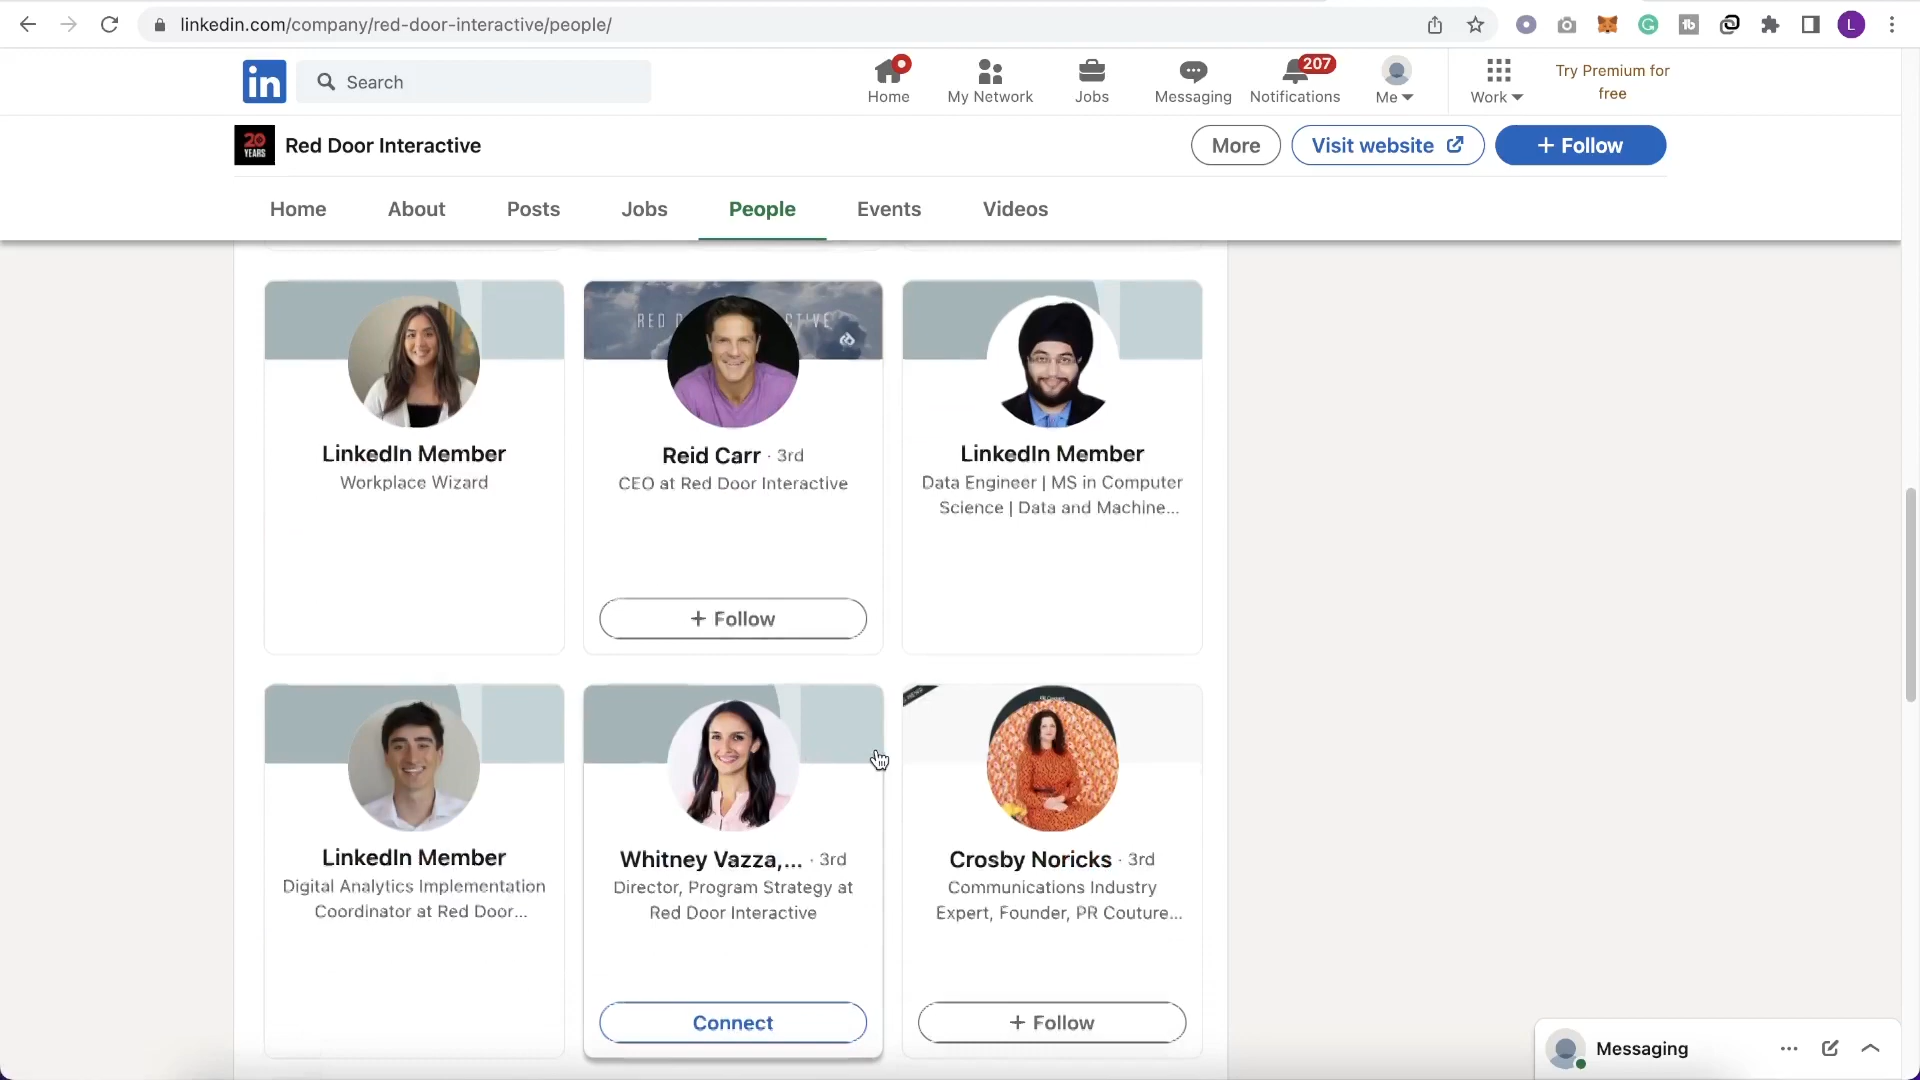 linkedin.com/company/red-door-interactive/people/
L
in
Search
Home
My Network
Jobs
Messaging
207
Notifications
Me
Work
Try Premium for
free
20
YEARS
Red Door Interactive
More
Visit website
+ Follow
Home
About
Posts
Jobs
People
Events
Videos
LinkedIn Member
Workplace Wizard
Reid Carr · 3rd
CEO at Red Door Interactive
+ Follow
LinkedIn Member
Data Engineer | MS in Computer
Science | Data and Machine...
LinkedIn Member
Digital Analytics Implementation
Coordinator at Red Door...
Whitney Vazza,... · 3rd
Director, Program Strategy at
Red Door Interactive
Connect
Crosby Noricks · 3rd
Communications Industry
Expert, Founder, PR Couture...
+ Follow
Messaging